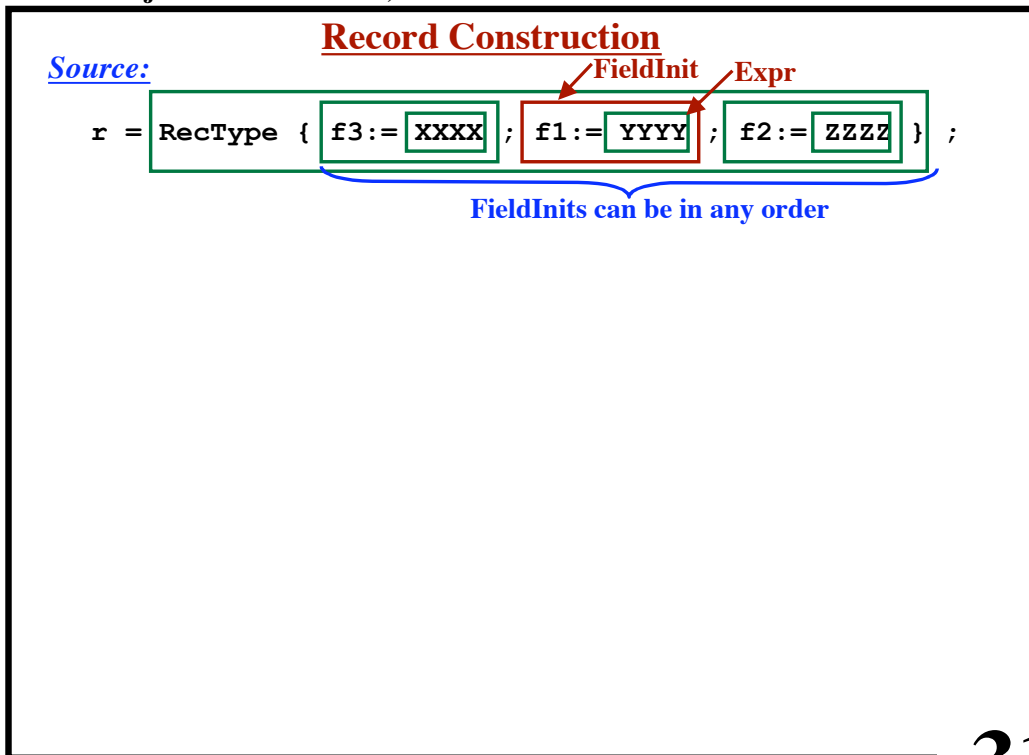 Record Construction
Source:
FieldInit Expr
r = RecType { f3:= XXXX ; f1:= YYYY ; f2:= ZZZZ } ;
FieldInits can be in any order